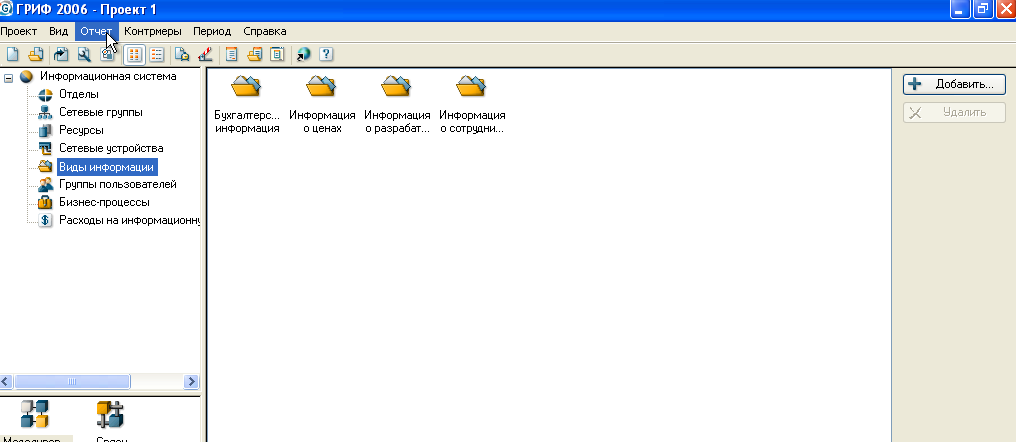 ГРИФ 2006 - Проект 1
Проект Вид Отчет Контрмеры Период Справка
Информационная система
Отделы
Сетевые группы
Ресурсы
Сетевые устройства
Виды информации
Группы пользователей
Бизнес-процессы
Расходы на информационну
Бухгалтерс...
информация
Информация
о ценах
Информация
о разрабат...
Информация
о сотрудни...
Добавить...
Удалить